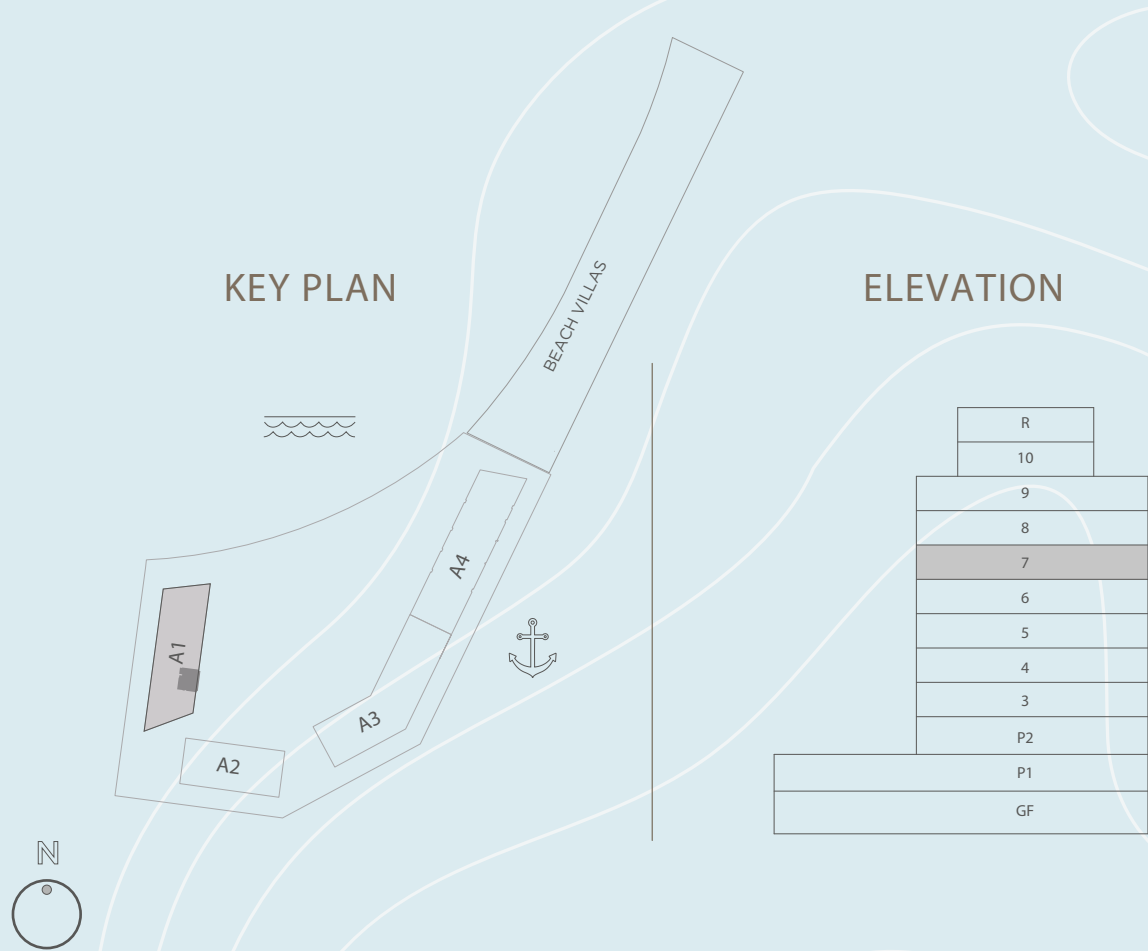 KEY PLAN
BEACH VILLAS
A4
A1
A3
A2
N
ELEVATION
R
10
9
8
7
6
5
4
3
P2
P1
GF